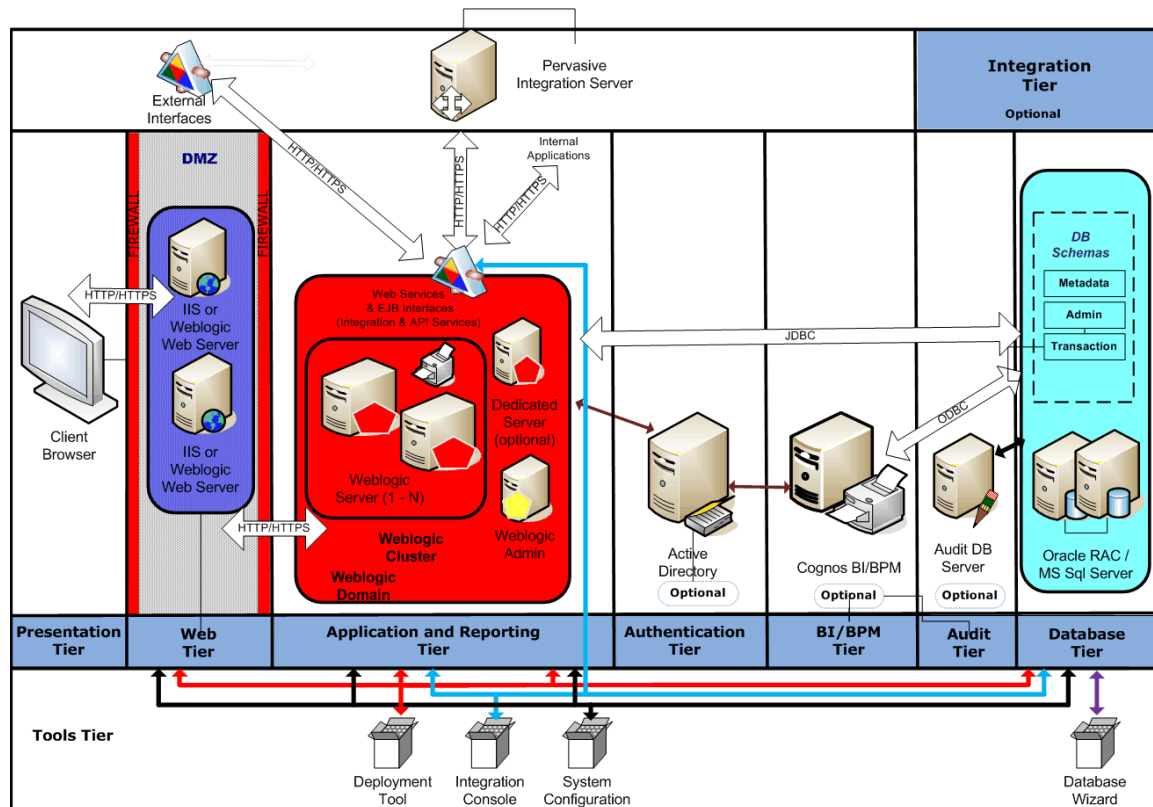 Pervasive
Integration Server
Integration
Tier
Optional
External
Interfaces
HTTP/HTTPS
HTTP/HTTPS
Internal
Applications
HTTP/HTTPS
FIREWALL
DMZ
FIREWALL
HTTP/HTTPS
IIS or
Weblogic
Web Server
IIS or
Weblogic
Web Server
Client
Browser
HTTP/HTTPS
Web Services
& EJB Interfaces
(Integration & API Services)
Dedicated
Server
(optional)
Weblogic
Server (1 - N)
Weblogic
Admin
Weblogic
Cluster
Weblogic
Domain
JDBC
ODBC
Active
Directory
Optional
Cognos BI/BPM
Optional
Audit DB
Server
Optional
DB
Schemas
Metadata
Admin
Transaction
Oracle RAC /
MS Sql Server
Presentation
Tier
Web
Tier
Application and Reporting
Tier
Authentication
Tier
BI/BPM
Tier
Audit
Tier
Database
Tier
Tools Tier
Deployment
Tool
Integration
Console
System
Configuration
Database
Wizard